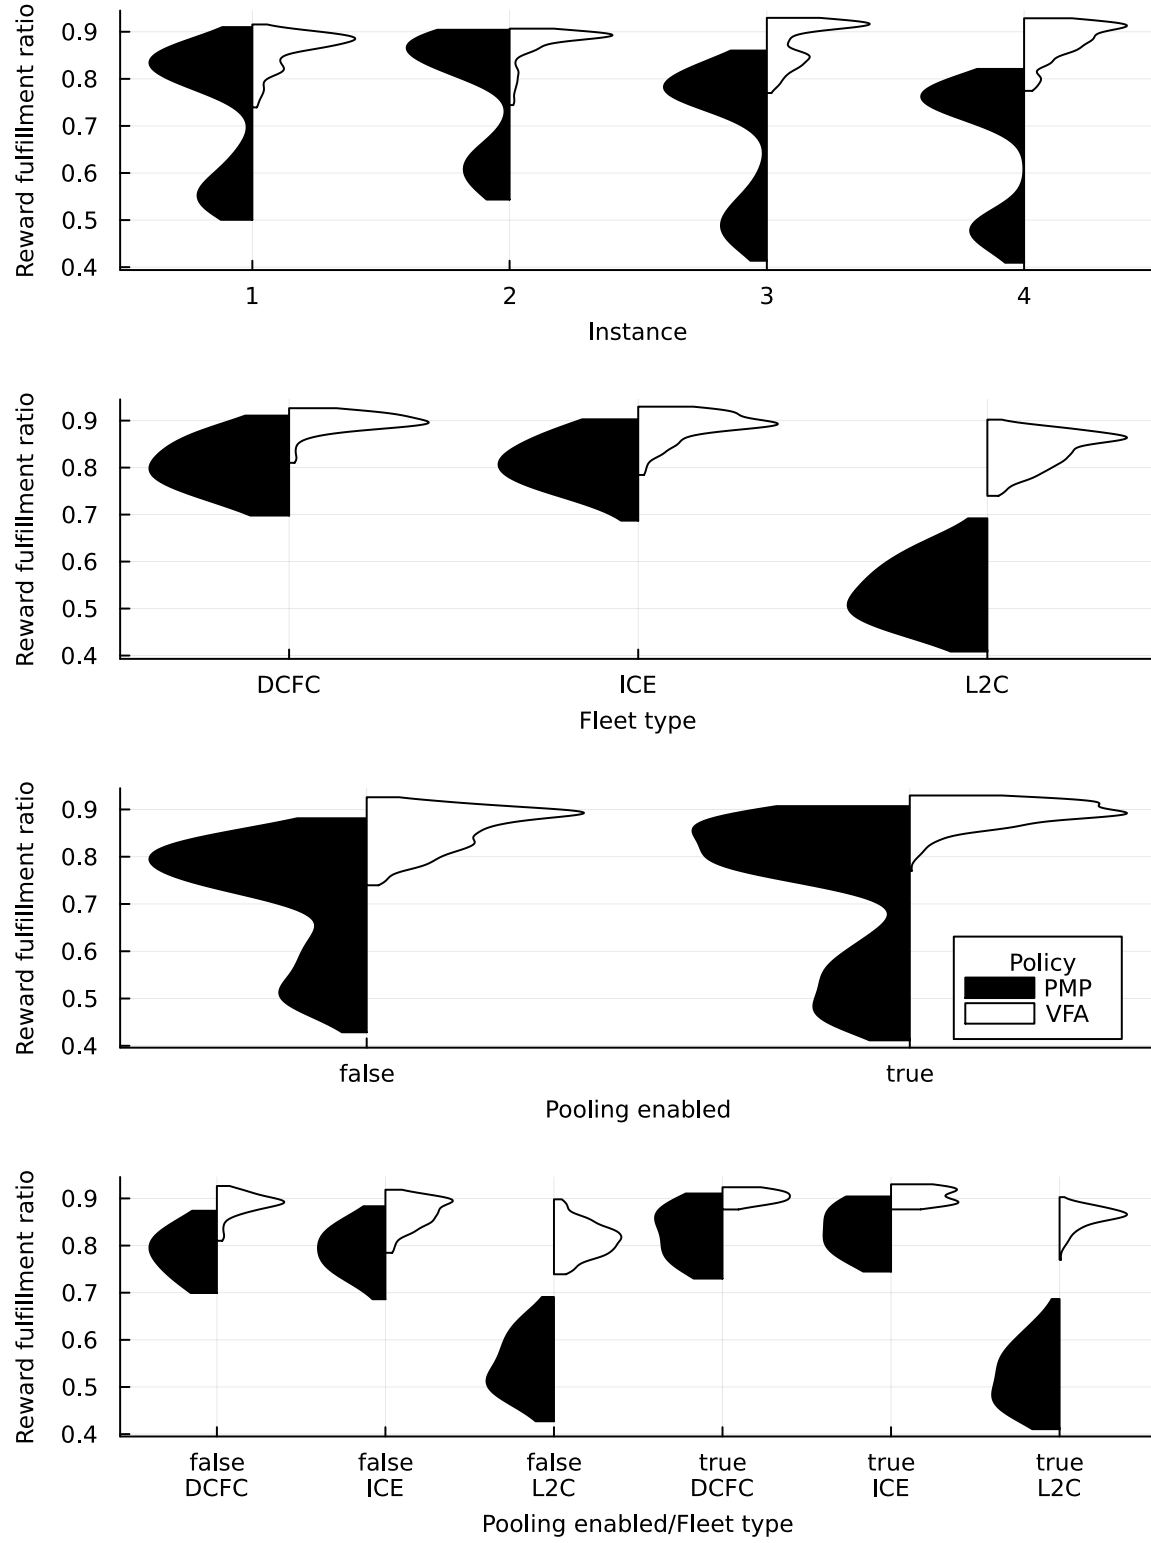 Reward fulfillment ratio
0.9
0.8
0.7
0.6
0.5
0.4
1 2 3 4
Instance
Reward fulfillment ratio
0.9
0.8
0.7
0.6
0.5
0.4
DCFC ICE L2C
Fleet type
Reward fulfillment ratio
0.9
0.8
0.7
0.6
0.5
0.4
Policy
PMP
VFA
false true
Pooling enabled
Reward fulfillment ratio
0.9
0.8
0.7
0.6
0.5
0.4
false false false true true true
DCFC ICE L2C DCFC ICE L2C
Pooling enabled/Fleet type